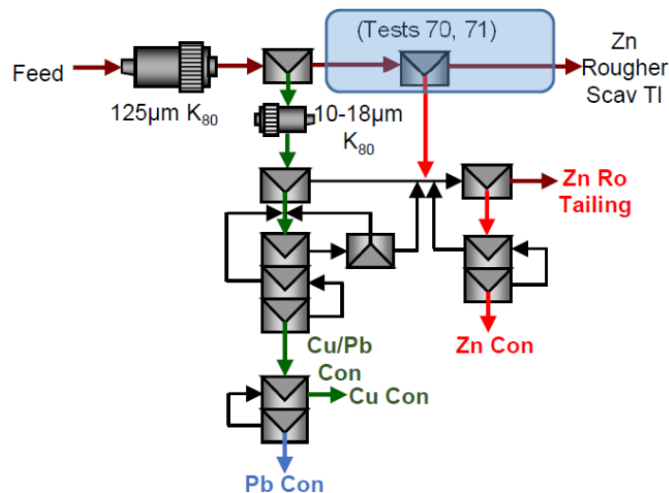 (Tests 70, 71)
Feed
125µm K80
10-18µm
K80
Zn
Rougher
Scav Tl
Zn Ro
Tailing
Cu/Pb
Con
Zn Con
Cu Con
Pb Con